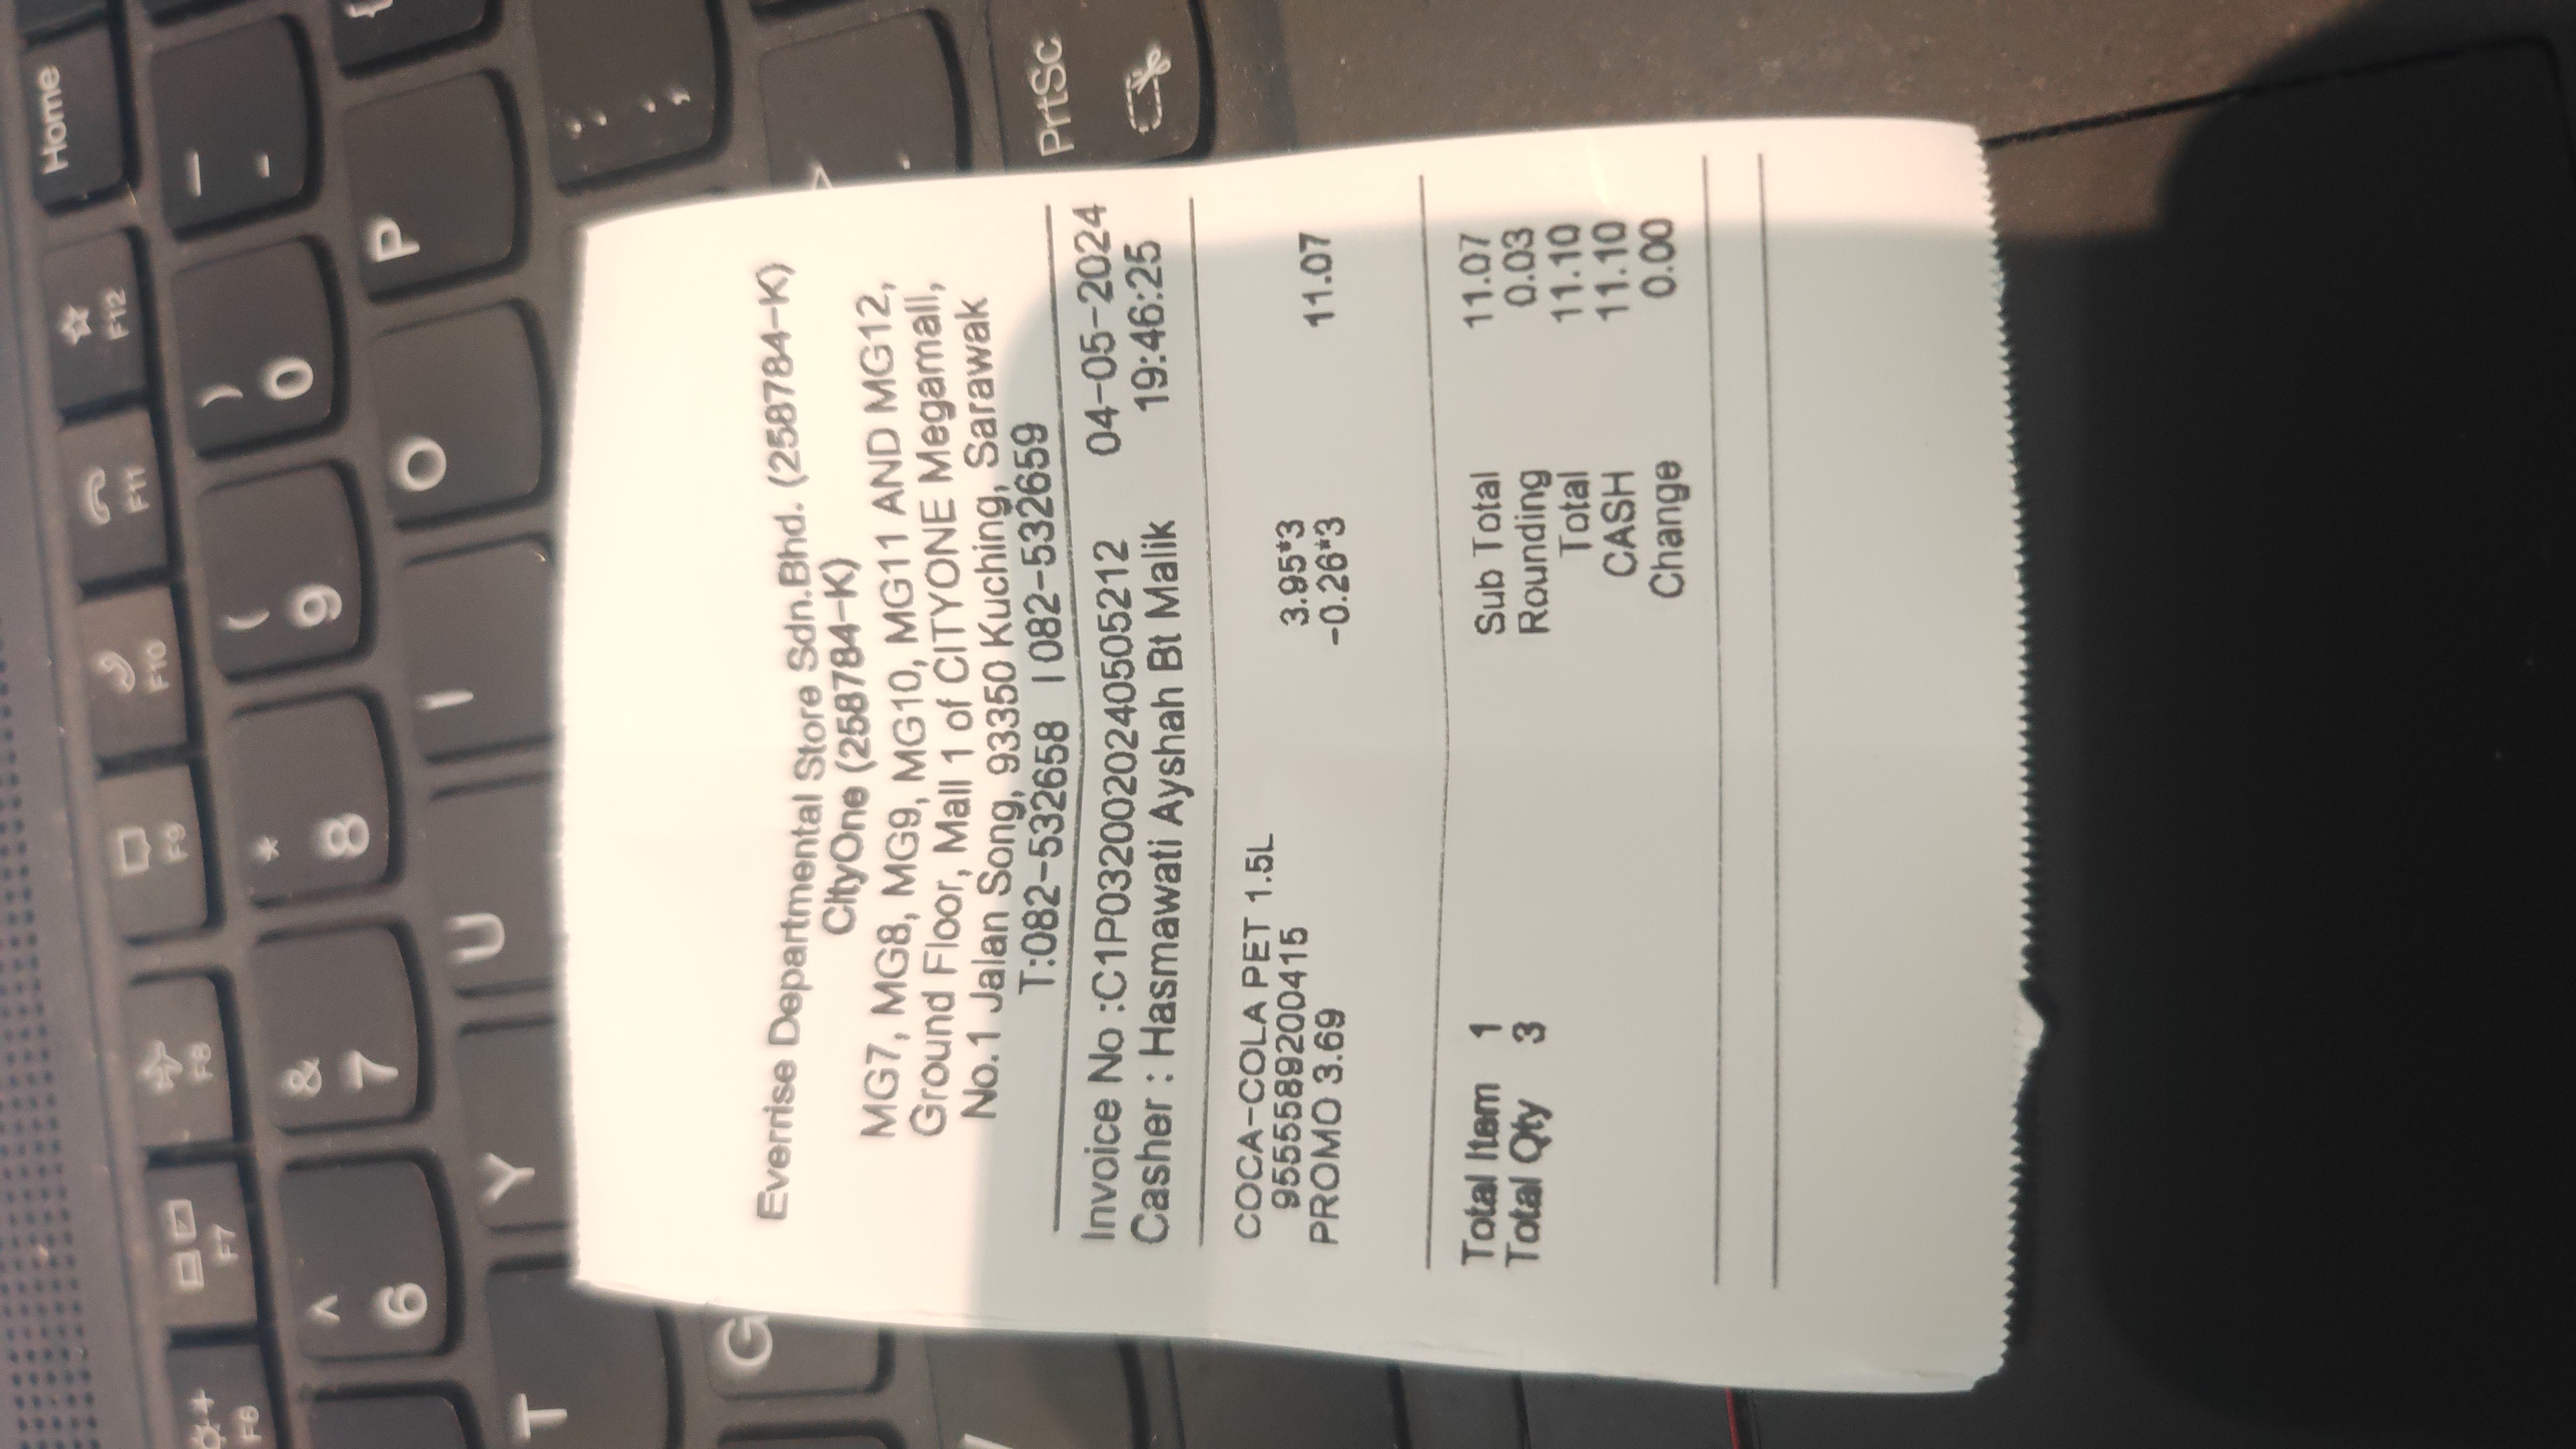 Home
F6 F7 F8 F9 F10 F11 F12
^ & * ( ) —
6 7 8 9 0 -
T Y U I O P {
G
: ;
>
.
PrtSc
Everrise Departmental Store Sdn.Bhd. (258784-K)
CityOne (258784-K)
MG7, MG8, MG9, MG10, MG11 AND MG12,
Ground Floor, Mall 1 of CITYONE Megamall,
No.1 Jalan Song, 93350 Kuching, Sarawak
T:082-532658 | 082-532659
Invoice No :C1P0320020240505212 04-05-2024
Casher : Hasmawati Ayshah Bt Malik 19:46:25
COCA-COLA PET 1.5L
9555589200415 3.95*3
PROMO 3.69 -0.26*3 11.07
Total Item 1 Sub Total 11.07
Total Qty 3 Rounding 0.03
Total 11.10
CASH 11.10
Change 0.00